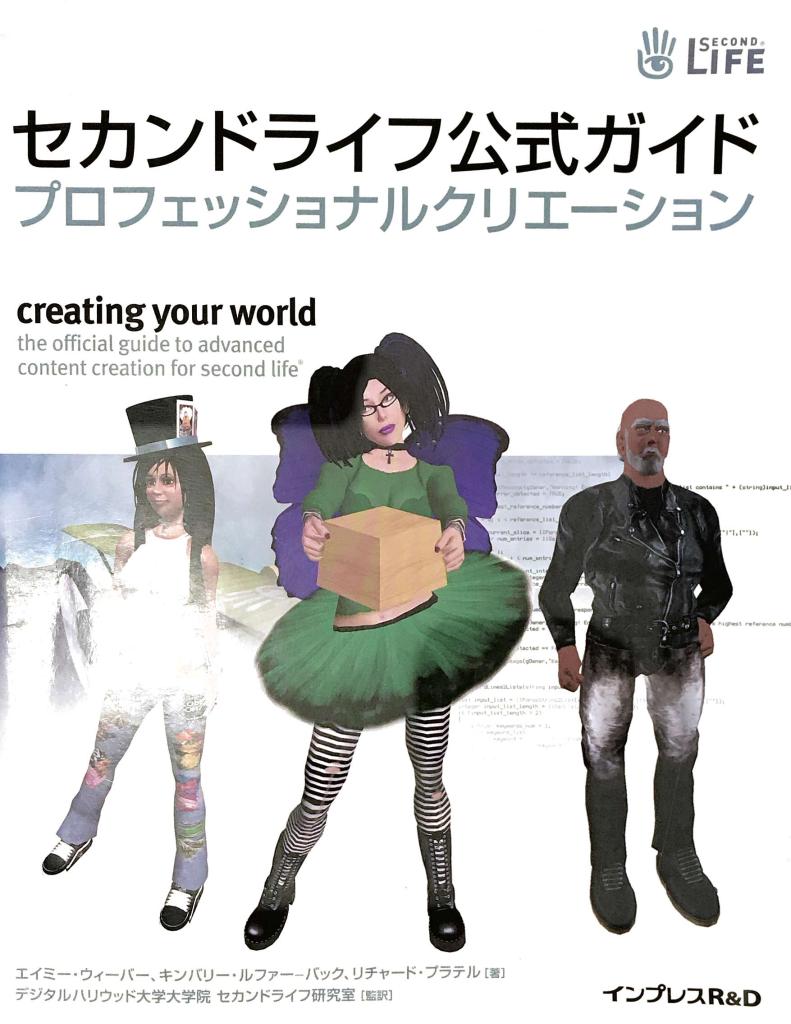 SECOND®
LIFE
セカンドライフ公式ガイド
プロフェッショナルクリエーション
creating your world
the official guide to advanced
content creation for second life®
エイミー・ウィーバー、キンバリー・ルファー–バック、リチャード・プラテル [著]
デジタルハリウッド大学大学院 セカンドライフ研究室 [監訳]
インプレスR&D